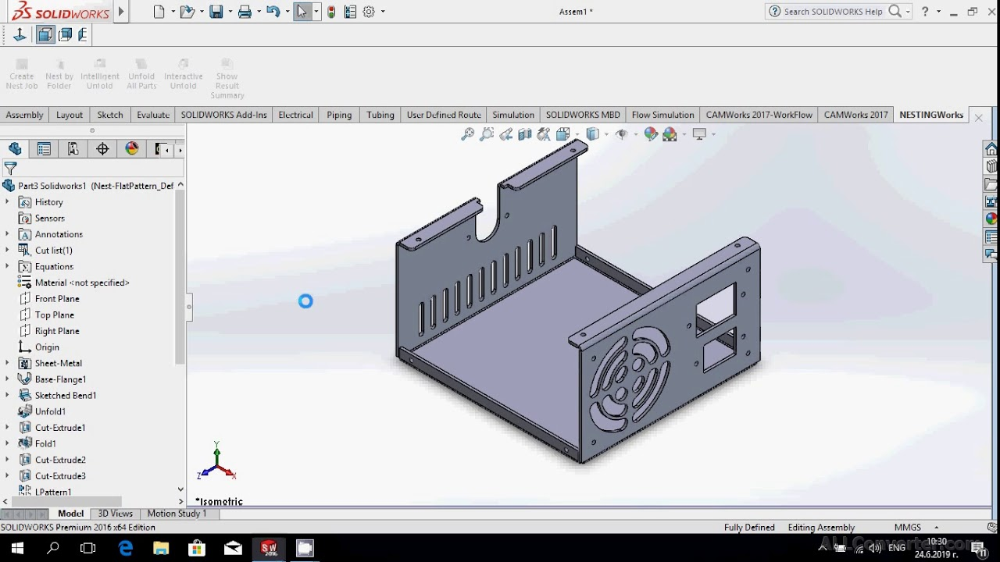 SOLIDWORKS
Assem1 *
Search SOLIDWORKS Help
?
Create Nest Job
Nest by Folder
Intelligent Unfold
Unfold All Parts
Interactive Unfold
Show Result Summary
Assembly Layout Sketch Evaluate SOLIDWORKS Add-Ins Electrical Piping Tubing User Defined Route Simulation SOLIDWORKS MBD Flow Simulation CAMWorks 2017-WorkFlow CAMWorks 2017 NESTINGWorks
Part3 Solidworks1 (Nest-FlatPattern_Def
History
Sensors
Annotations
Cut list(1)
Equations
Material <not specified>
Front Plane
Top Plane
Right Plane
Origin
Sheet-Metal
Base-Flange1
Sketched Bend1
Unfold1
Cut-Extrude1
Fold1
Cut-Extrude2
Cut-Extrude3
LPattern1
Y
Z
X
*Isometric
Model 3D Views Motion Study 1
SOLIDWORKS Premium 2016 x64 Edition
Fully Defined Editing Assembly MMGS
SW
2016
ENG
10:30
24.6.2019 г.
ALLConverter.com
11